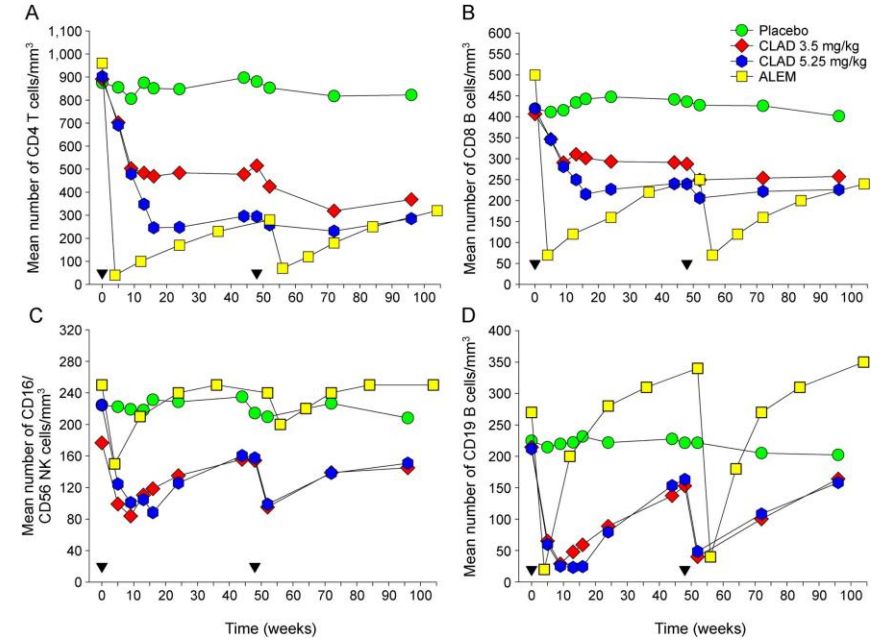 A
1,100
1,000
900
800
700
600
500
400
300
200
100
0
Mean number of CD4 T cells/mm³
0 10 20 30 40 50 60 70 80 90 100
B
600
550
500
450
400
350
300
250
200
150
100
50
0
Mean number of CD8 B cells/mm³
0 10 20 30 40 50 60 70 80 90 100
Placebo
CLAD 3.5 mg/kg
CLAD 5.25 mg/kg
ALEM
C
320
280
240
200
160
120
80
40
0
Mean number of CD16/
CD56 NK cells/mm³
0 10 20 30 40 50 60 70 80 90 100
Time (weeks)
D
400
350
300
250
200
150
100
50
0
Mean number of CD19 B cells/mm³
0 10 20 30 40 50 60 70 80 90 100
Time (weeks)